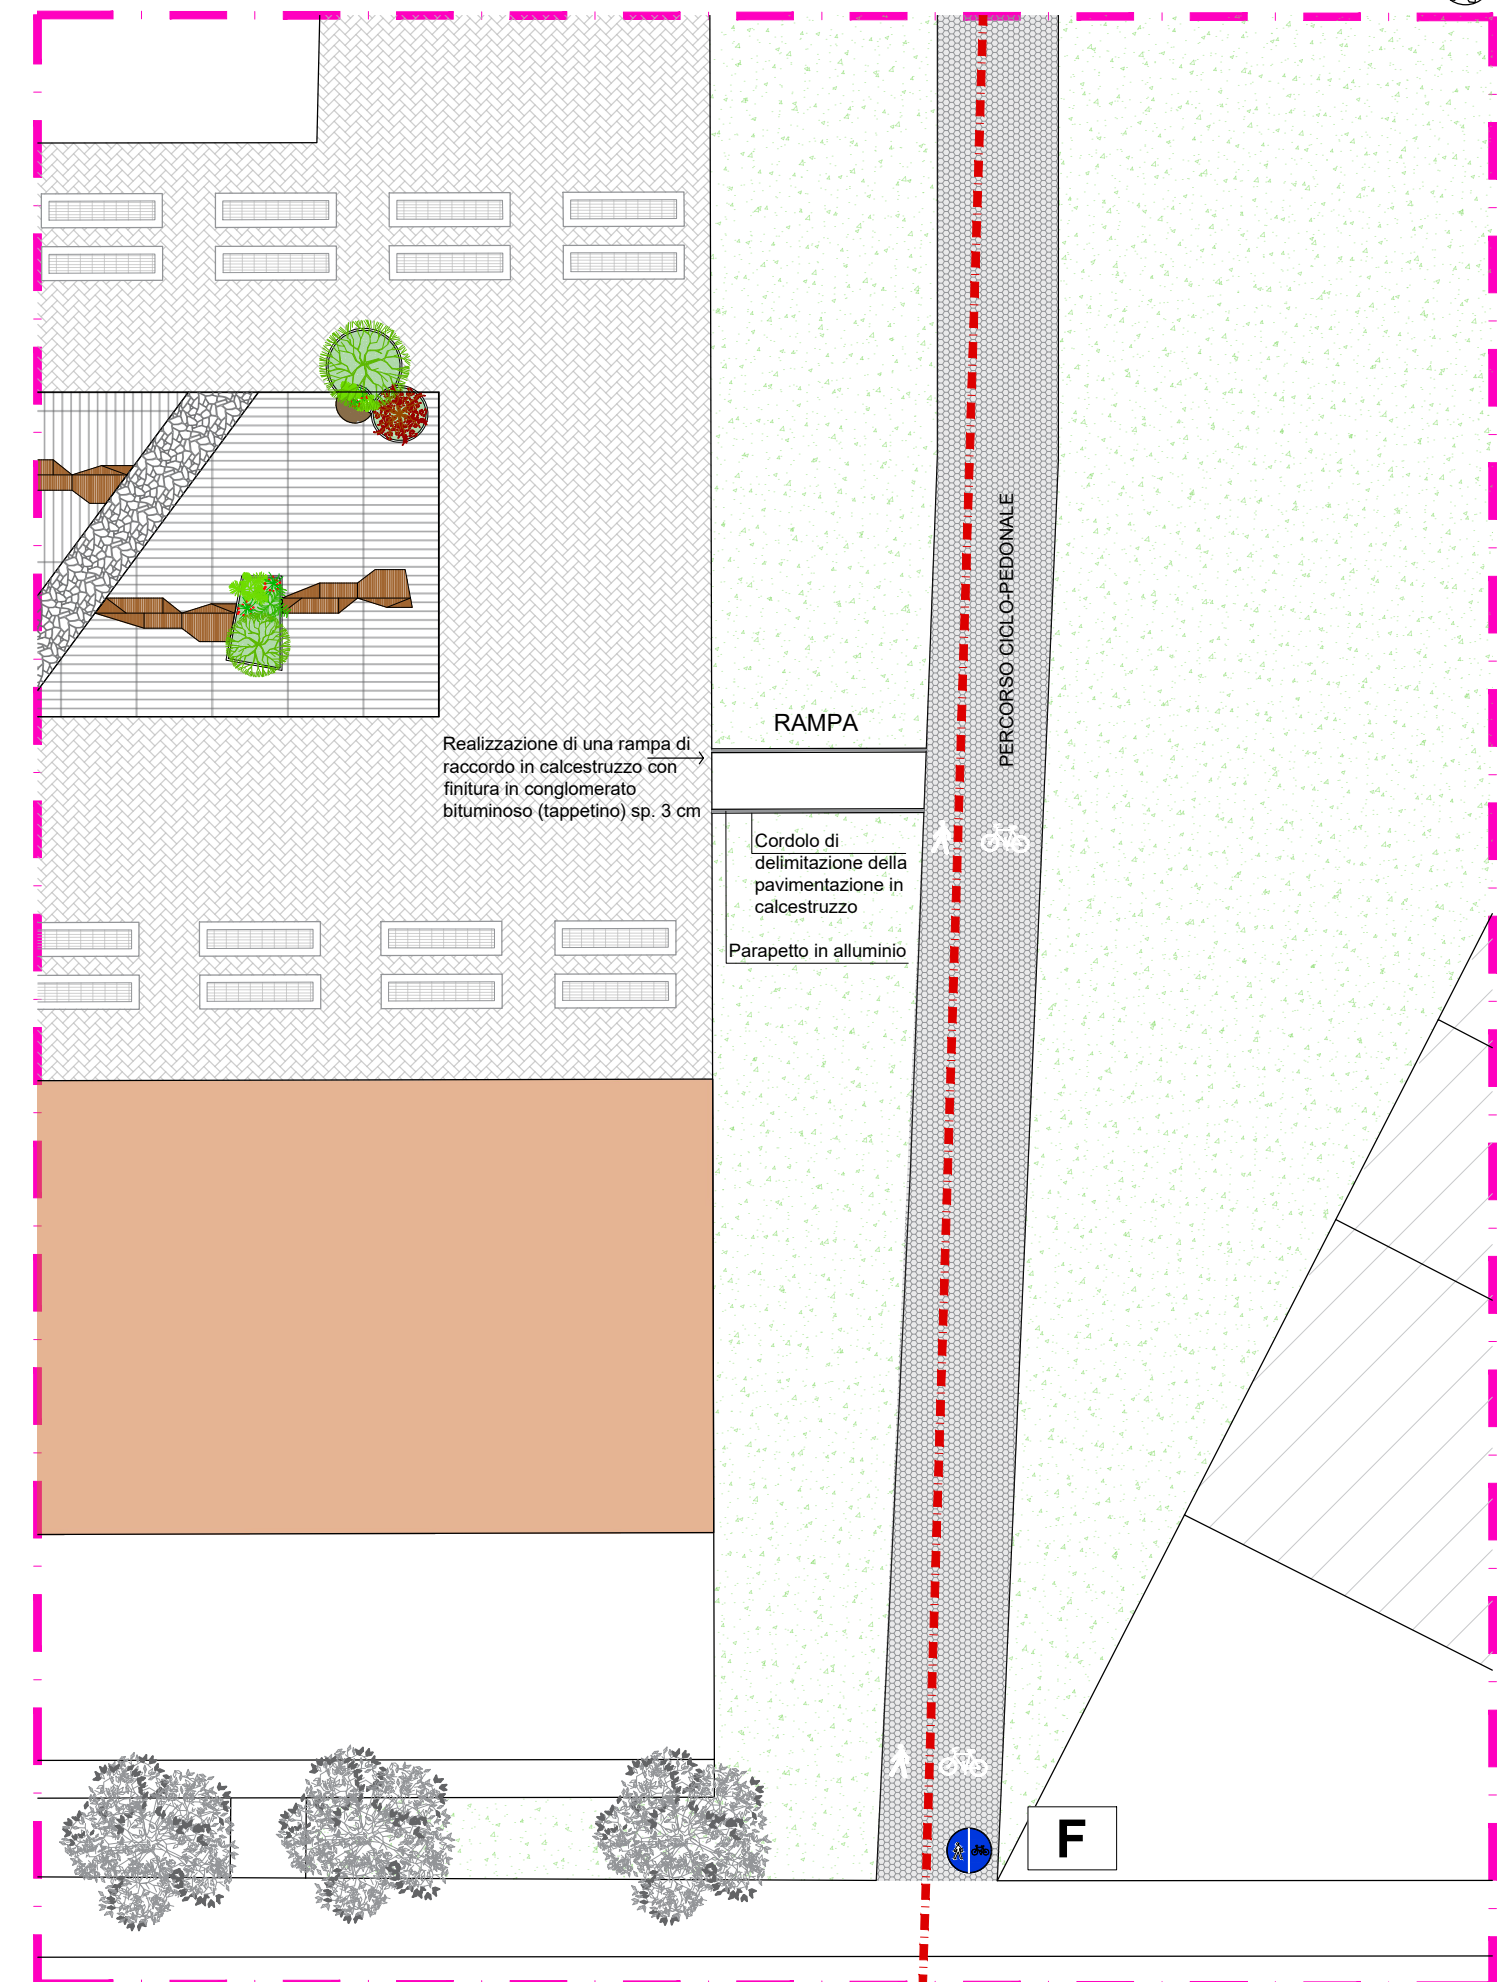 PERCORSO CICLO-PEDONALE
RAMPA
Realizzazione di una rampa di
raccordo in calcestruzzo con
finitura in conglomerato
bituminoso (tappetino) sp. 3 cm
Cordolo di
delimitazione della
pavimentazione in
calcestruzzo
Parapetto in alluminio
F